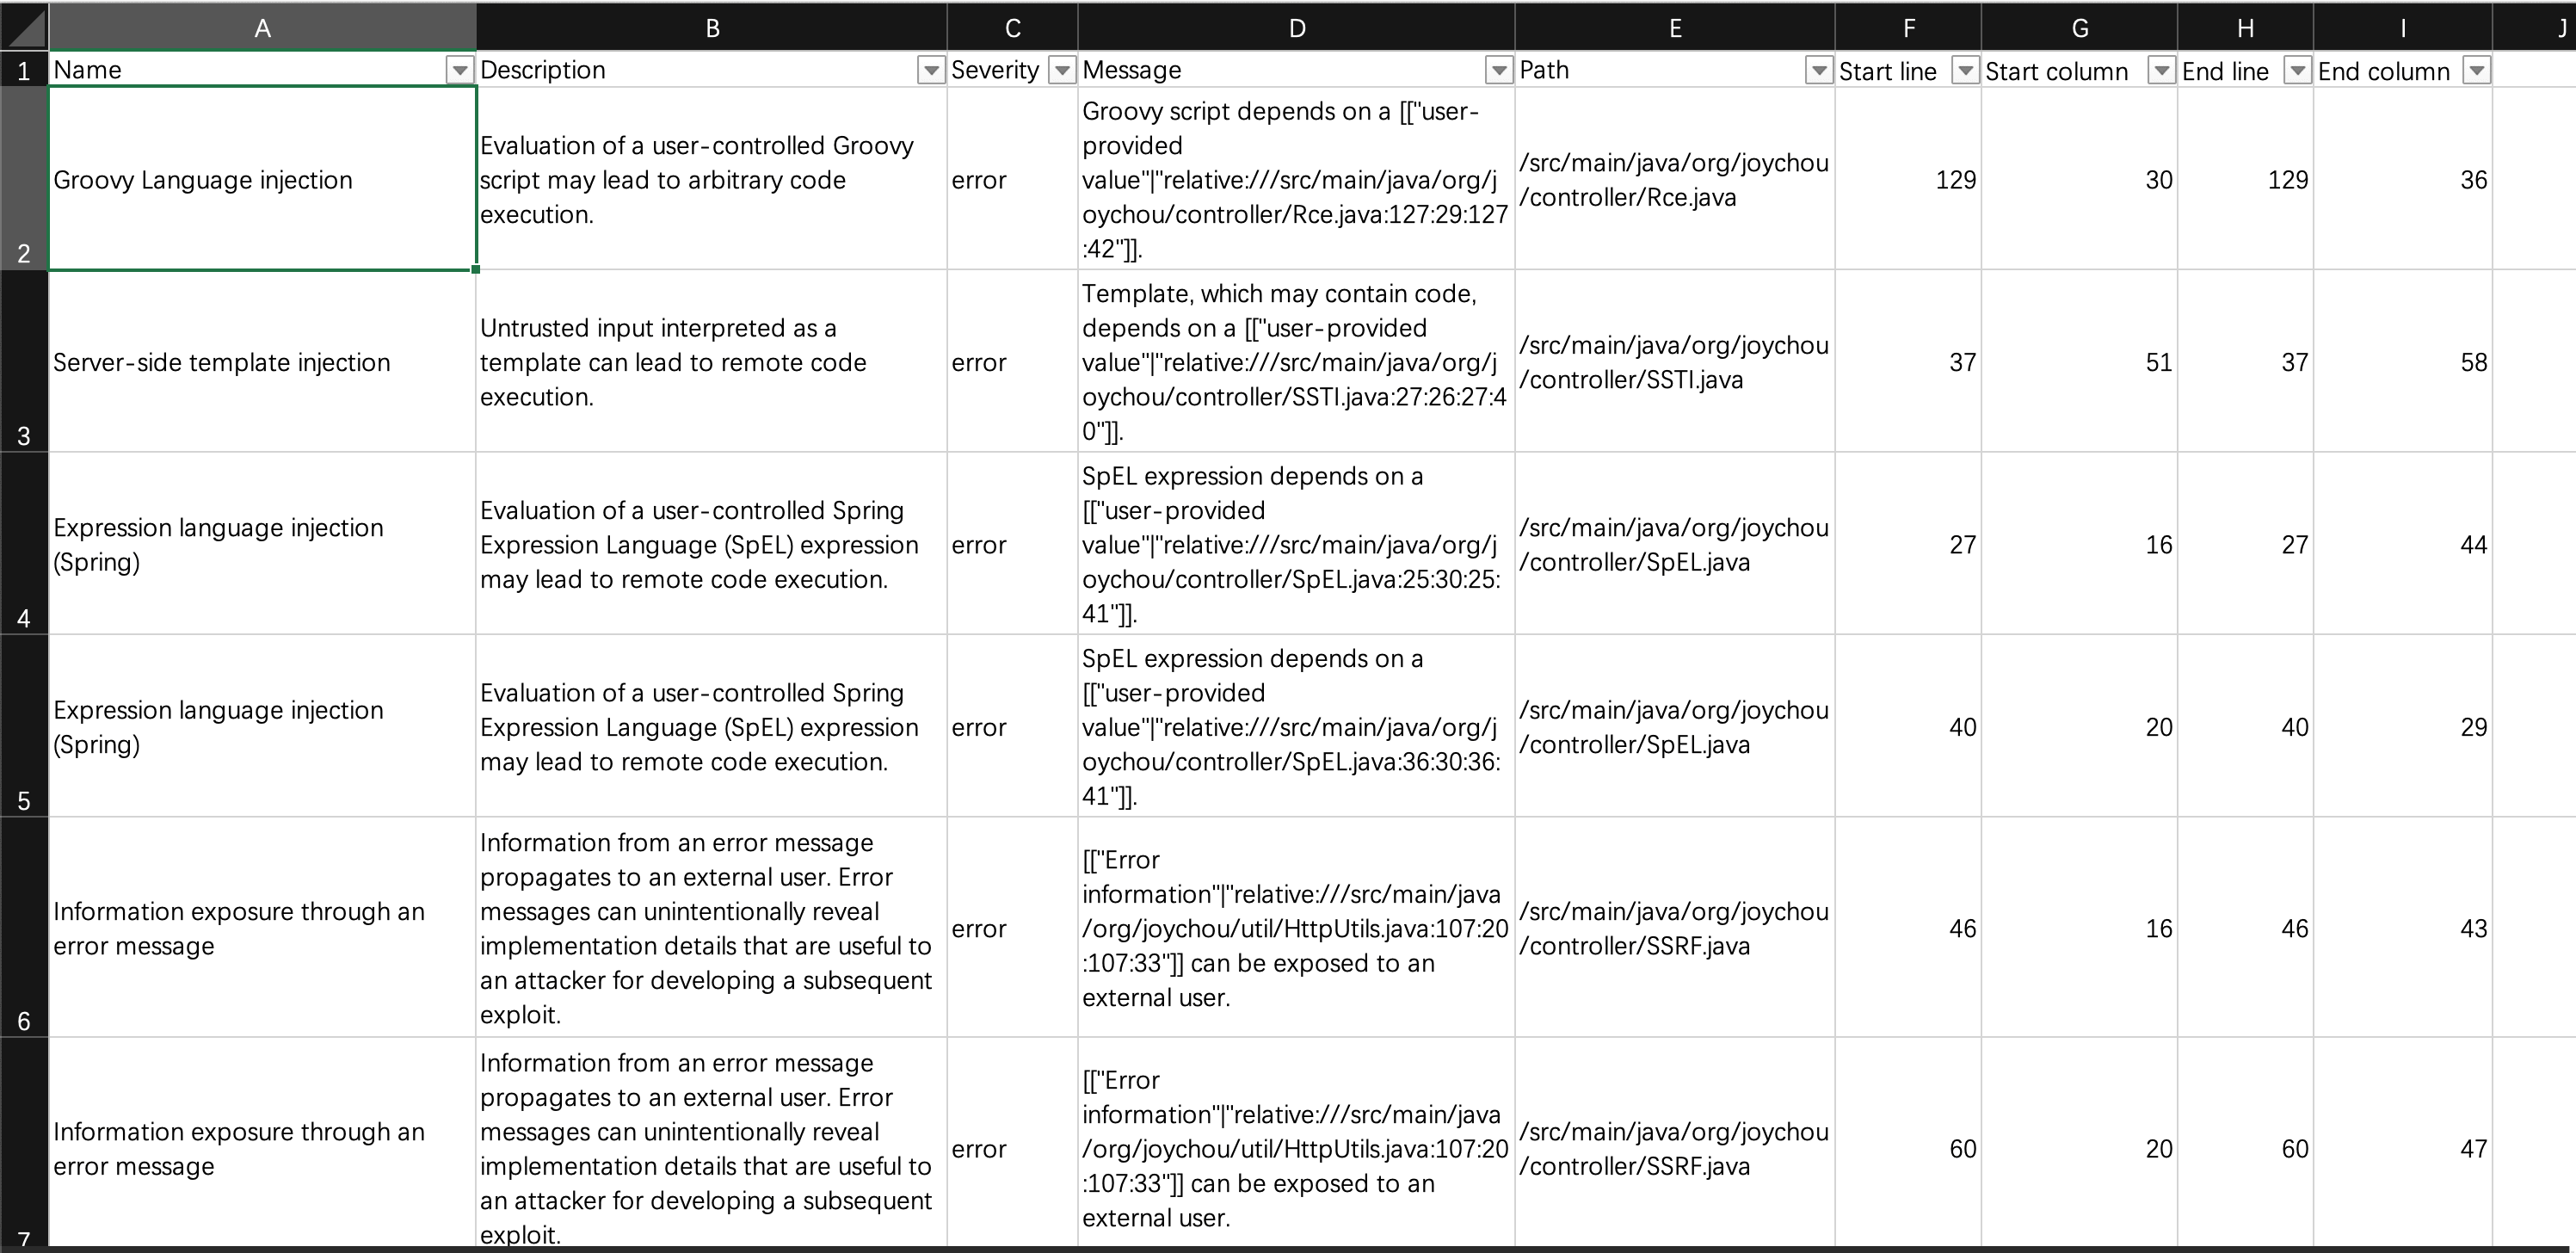 A B C D E F G H I J
1 Name Description Severity Message Path Start line Start column End line End column
2
Groovy Language injection
Evaluation of a user-controlled Groovy
script may lead to arbitrary code
execution.
error
Groovy script depends on a [["user-
provided
value"|"relative:///src/main/java/org/j
oychou/controller/Rce.java:127:29:127
:42"]].
/src/main/java/org/joychou
/controller/Rce.java
129
30
129
36
3
Server-side template injection
Untrusted input interpreted as a
template can lead to remote code
execution.
error
Template, which may contain code,
depends on a [["user-provided
value"|"relative:///src/main/java/org/j
oychou/controller/SSTI.java:27:26:27:4
0"]].
/src/main/java/org/joychou
/controller/SSTI.java
37
51
37
58
4
Expression language injection
(Spring)
Evaluation of a user-controlled Spring
Expression Language (SpEL) expression
may lead to remote code execution.
error
SpEL expression depends on a
[["user-provided
value"|"relative:///src/main/java/org/j
oychou/controller/SpEL.java:25:30:25:
41"]].
/src/main/java/org/joychou
/controller/SpEL.java
27
16
27
44
5
Expression language injection
(Spring)
Evaluation of a user-controlled Spring
Expression Language (SpEL) expression
may lead to remote code execution.
error
SpEL expression depends on a
[["user-provided
value"|"relative:///src/main/java/org/j
oychou/controller/SpEL.java:36:30:36:
41"]].
/src/main/java/org/joychou
/controller/SpEL.java
40
20
40
29
6
Information exposure through an
error message
Information from an error message
propagates to an external user. Error
messages can unintentionally reveal
implementation details that are useful to
an attacker for developing a subsequent
exploit.
error
[["Error
information"|"relative:///src/main/java
/org/joychou/util/HttpUtils.java:107:20
:107:33"]] can be exposed to an
external user.
/src/main/java/org/joychou
/controller/SSRF.java
46
16
46
43
7
Information exposure through an
error message
Information from an error message
propagates to an external user. Error
messages can unintentionally reveal
implementation details that are useful to
an attacker for developing a subsequent
exploit.
error
[["Error
information"|"relative:///src/main/java
/org/joychou/util/HttpUtils.java:107:20
:107:33"]] can be exposed to an
external user.
/src/main/java/org/joychou
/controller/SSRF.java
60
20
60
47